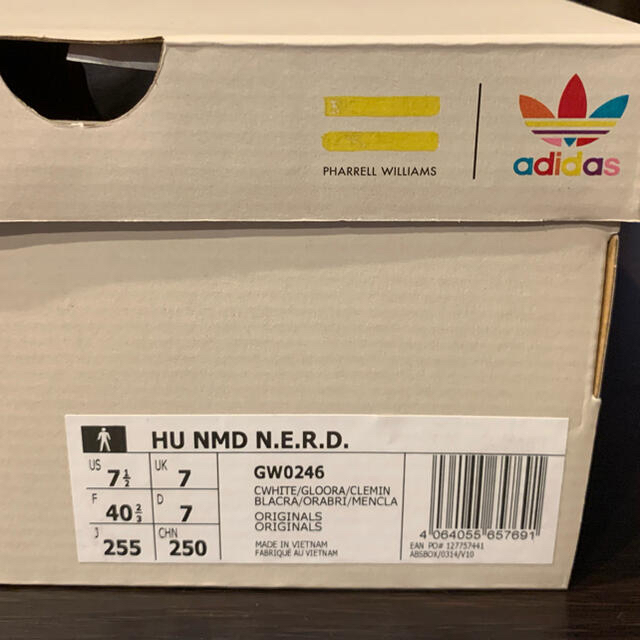 PHARRELL WILLIAMS
adidas
HU NMD N.E.R.D.
US 7½ UK 7
F 40⅔ D 7
J 255 CHN 250
GW0246
CWHITE/GLOORA/CLEMIN
BLACRA/ORABRI/MENCLA
ORIGINALS
ORIGINALS
MADE IN VIETNAM
FABRIQUÉ AU VIETNAM
4 064055 657691
EAN PO# 127757441
ABSBOX/0314/V10